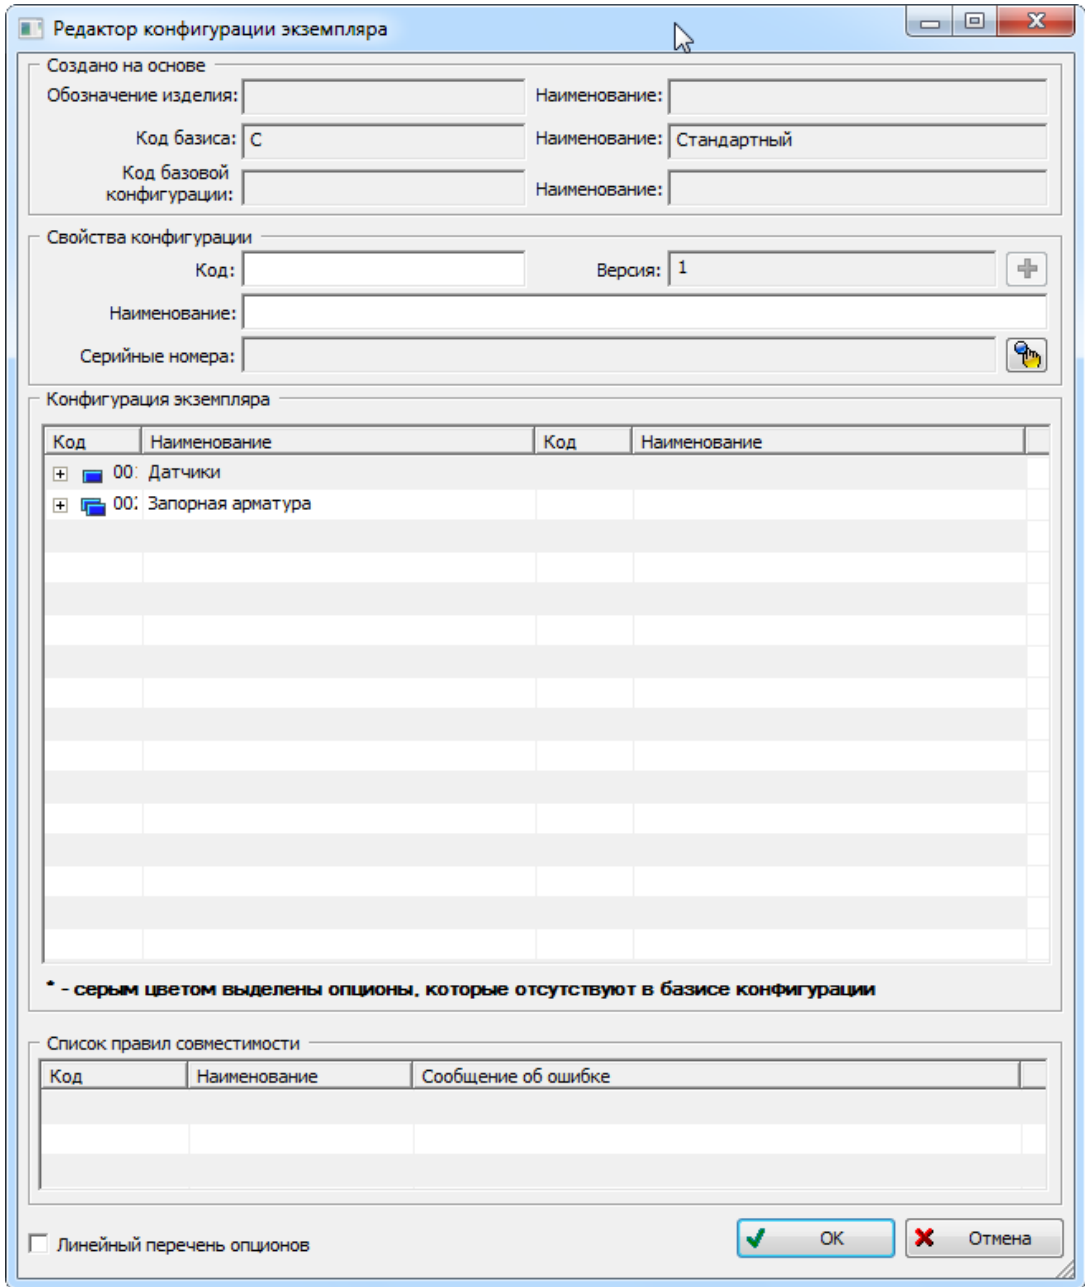 Редактор конфигурации экземпляра
Создано на основе
Обозначение изделия: Наименование:
Код базиса: С Наименование: Стандартный
Код базовой
конфигурации: Наименование:
Свойства конфигурации
Код: Версия: 1
Наименование:
Серийные номера:
Конфигурация экземпляра
Код Наименование Код Наименование
Датчики
Запорная арматура
* - серым цветом выделены опционы, которые отсутствуют в базисе конфигурации
Список правил совместимости
Код Наименование Сообщение об ошибке
Линейный перечень опционов OK Отмена